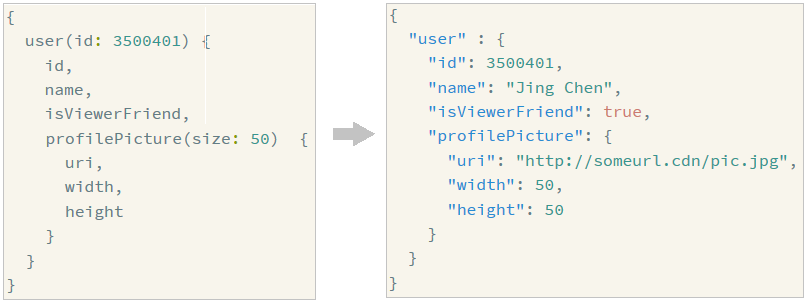 {
  user(id: 3500401) {
    id,
    name,
    isViewerFriend,
    profilePicture(size: 50)  {
      uri,
      width,
      height
    }
  }
}
{
  "user" : {
    "id": 3500401,
    "name": "Jing Chen",
    "isViewerFriend": true,
    "profilePicture": {
      "uri": "http://someurl.cdn/pic.jpg",
      "width": 50,
      "height": 50
    }
  }
}